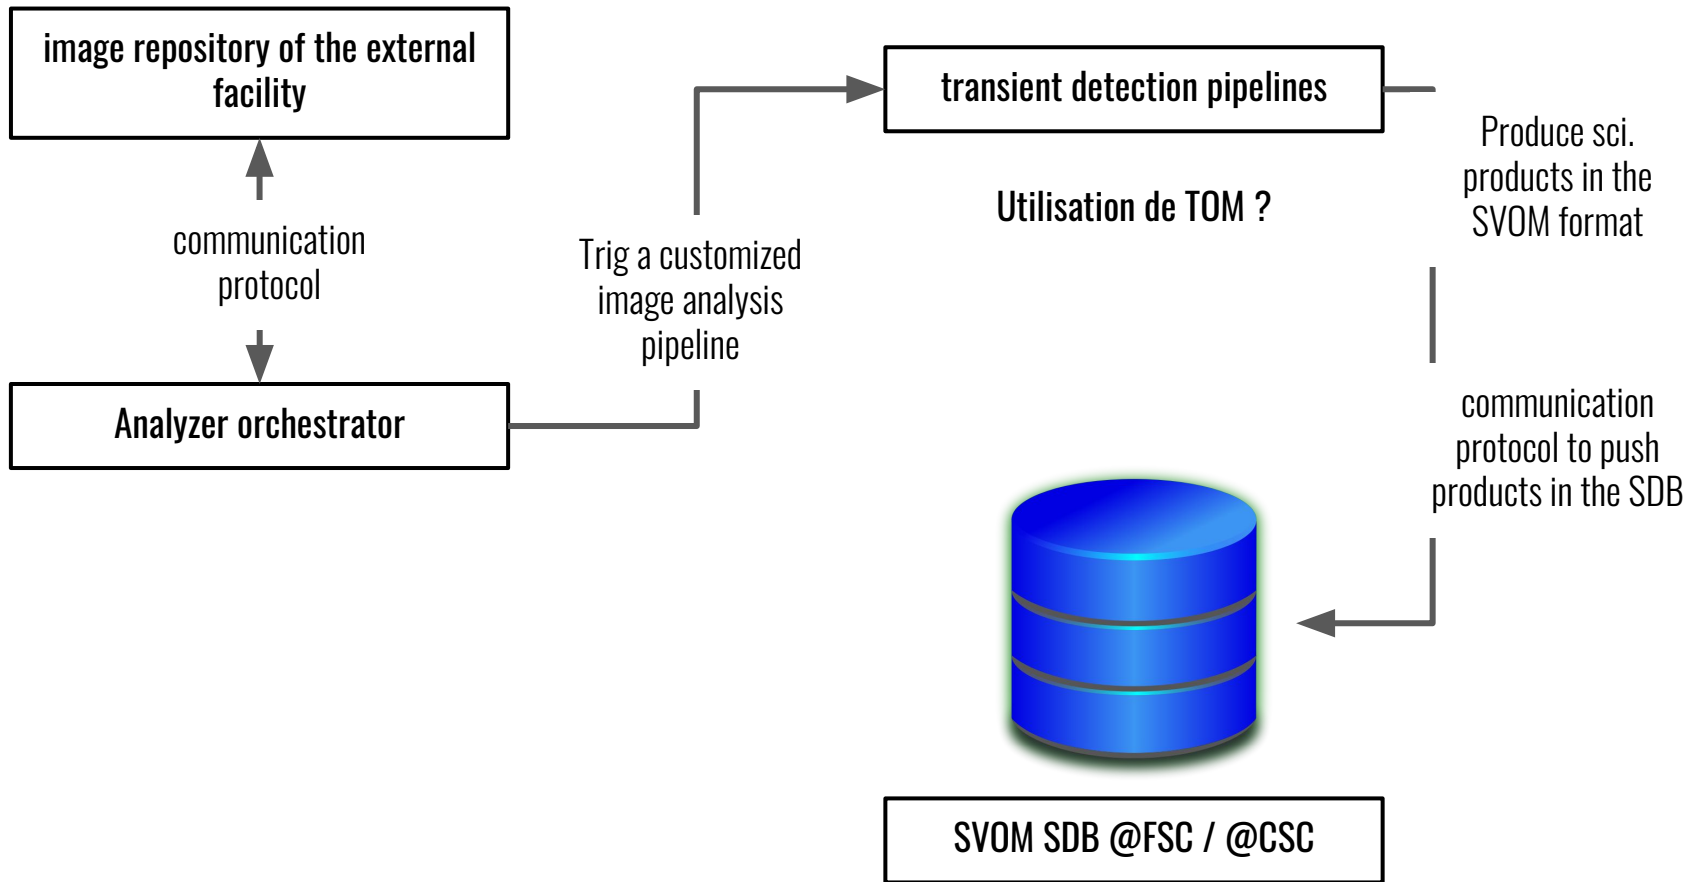 image repository of the external
facility
communication
protocol
Analyzer orchestrator
Trig a customized
image analysis
pipeline
transient detection pipelines
Utilisation de TOM ?
Produce sci.
products in the
SVOM format
communication
protocol to push
products in the SDB
SVOM SDB @FSC / @CSC